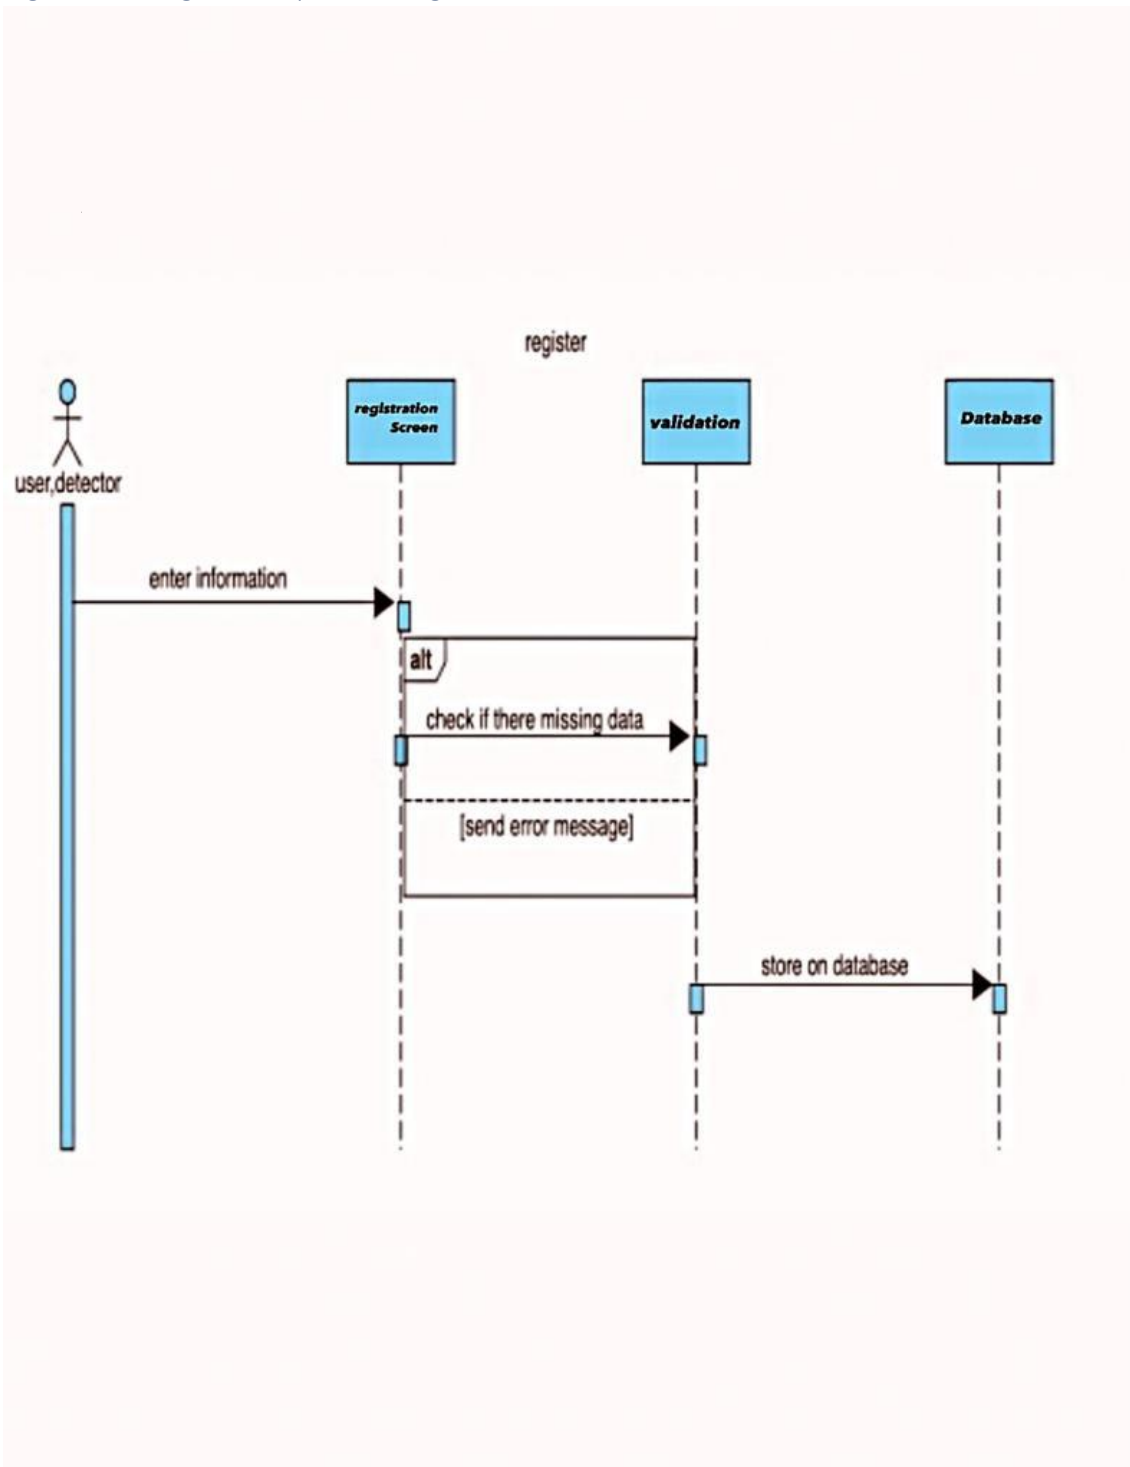 register
user,detector
registration
Screen
validation
Database
enter information
alt
check if there missing data
[send error message]
store on database